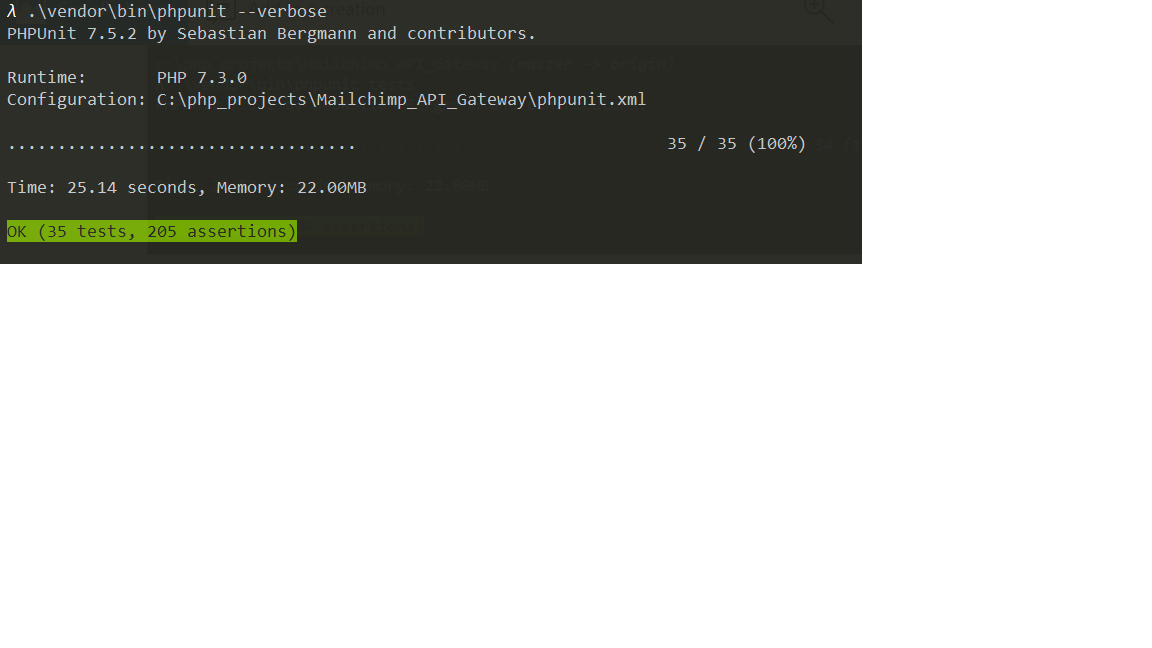 λ .\vendor\bin\phpunit --verbose
PHPUnit 7.5.2 by Sebastian Bergmann and contributors.
Runtime:       PHP 7.3.0
Configuration: C:\php_projects\Mailchimp_API_Gateway\phpunit.xml
...................................                               35 / 35 (100%)
Time: 25.14 seconds, Memory: 22.00MB
OK (35 tests, 205 assertions)